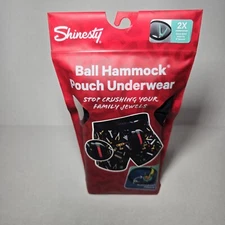 Shinesty
2X
Ball Hammock®
Pouch Underwear
STOP CRUSHING YOUR
FAMILY JEWELS